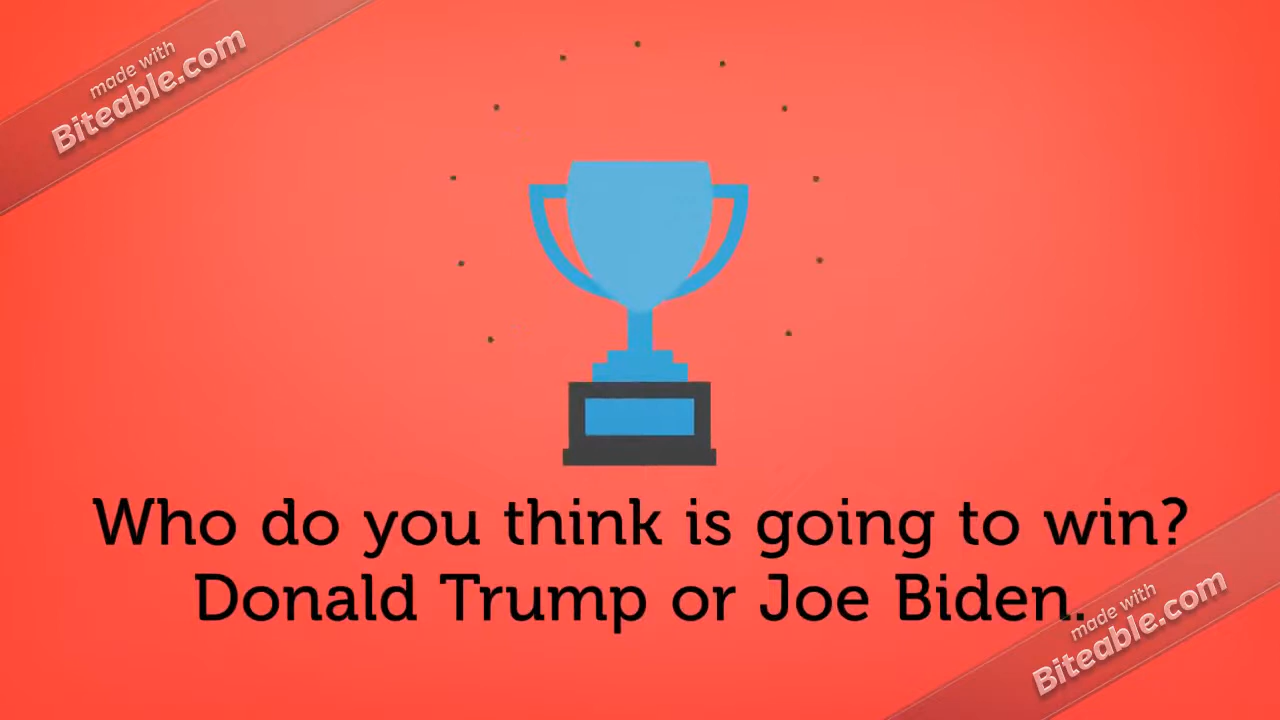 made with
Biteable.com
Who do you think is going to win?
Donald Trump or Joe Biden.
made with
Biteable.com